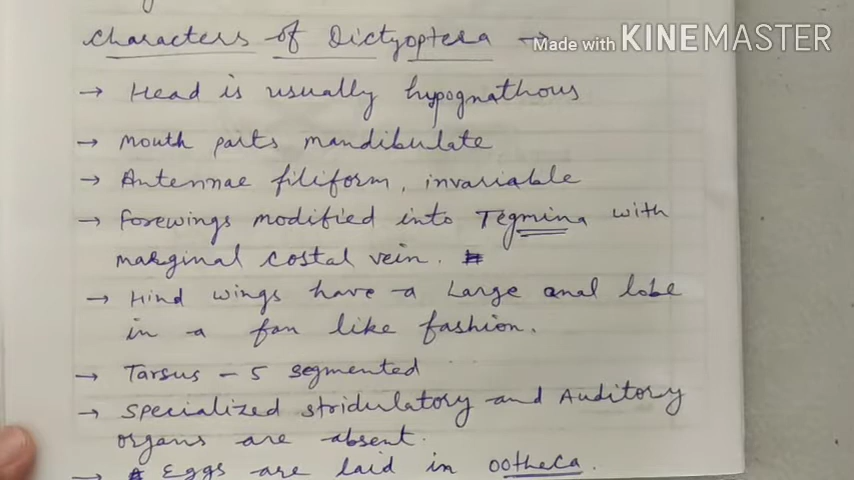 characters of Dictyoptera →
Made with KINEMASTER
→ Head is usually hypognathous
→ Mouth parts mandibulate
→ Antennae filiform, invariable
→ Forewings modified into Tegmina with
marginal costal vein.
→ Hind wings have a Large anal lobe
in a fan like fashion.
→ Tarsus - 5 segmented
→ Specialized stridulatory and Auditory
organs are absent.
→ Eggs are laid in ootheca.